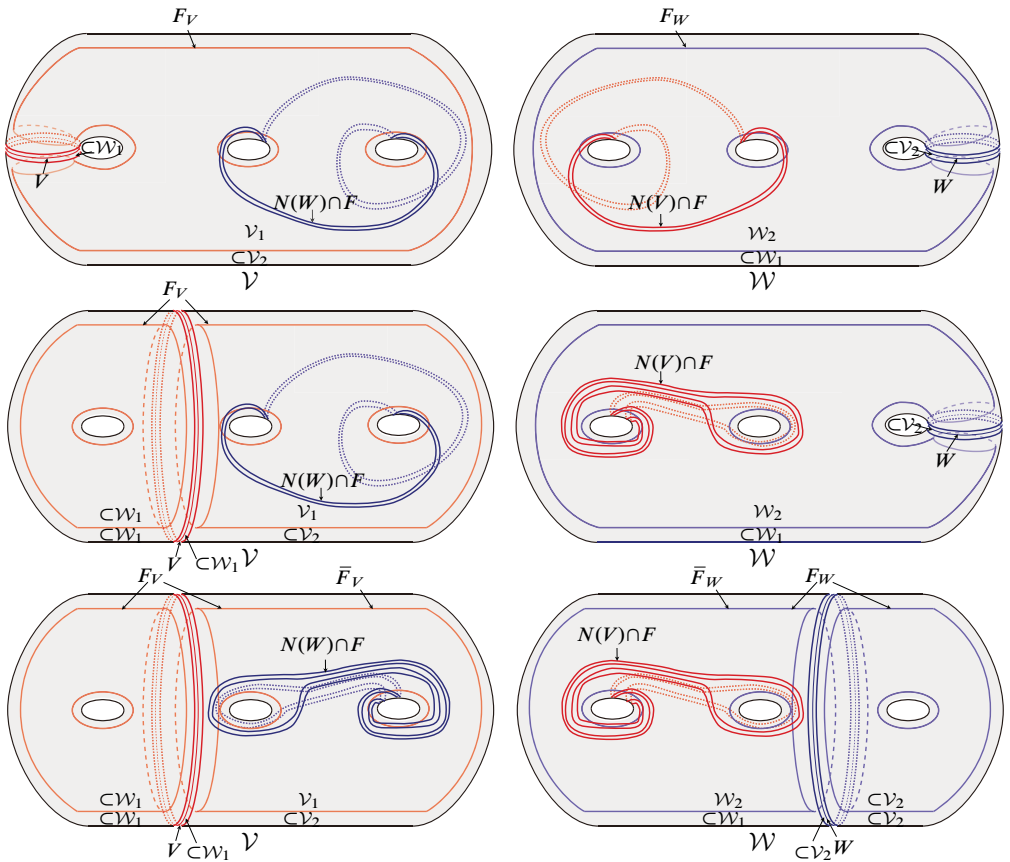 F_V
⊂𝒲₁
V
N(W)∩F
𝒱₁
⊂𝒱₂
𝒱
F_W
⊂𝒱₂
W
N(V)∩F
𝒲₂
⊂𝒲₁
𝒲
F_V
N(W)∩F
⊂𝒲₁
⊂𝒲₁
𝒱₁
⊂𝒱₂
V
⊂𝒲₁
𝒱
N(V)∩F
⊂𝒱₂
W
𝒲₂
⊂𝒲₁
𝒲
F_V
F̄_V
N(W)∩F
⊂𝒲₁
⊂𝒲₁
𝒱₁
⊂𝒱₂
V
⊂𝒲₁
𝒱
F̄_W
F_W
N(V)∩F
𝒲₂
⊂𝒲₁
⊂𝒱₂
⊂𝒱₂
𝒲
⊂𝒱₂
W